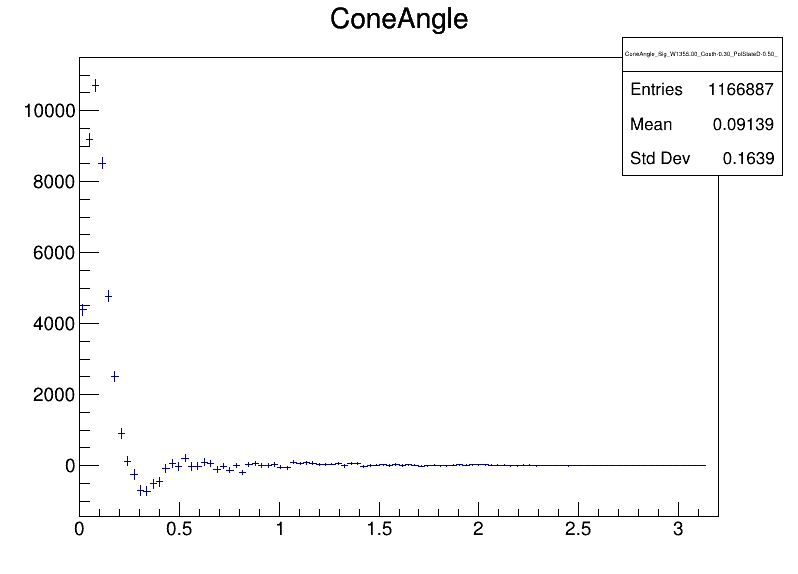 ConeAngle
ConeAngle_Sig_W1355.00_Costh-0.30_PolStateD-0.50_
Entries 1166887
Mean 0.09139
Std Dev 0.1639
10000
8000
6000
4000
2000
0
0 0.5 1 1.5 2 2.5 3